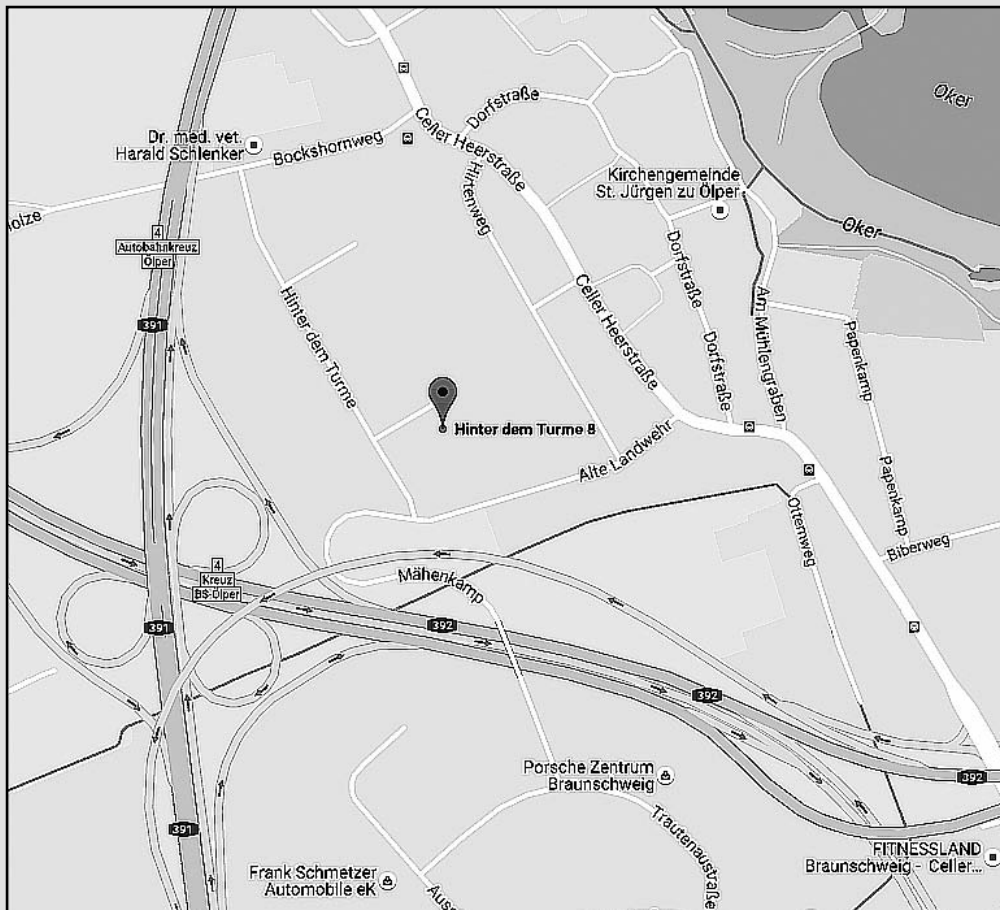 Oker
Dorfstraße
Celler Heerstraße
Dr. med. vet.
Harald Schlenker
Bockshornweg
Kirchengemeinde
St. Jürgen zu Ölper
Hirtenweg
olze
Oker
4
Autobahnkreuz
Ölper
Dorfstraße
Hinter dem Turme
Celler Heerstraße
Am Mühlengraben
391
Papenkamp
Dorfstraße
Hinter dem Turme 8
Alte Landwehr
Papenkamp
Otternweg
Biberweg
4
Kreuz
BS-Ölper
Mähenkamp
391
392
392
Porsche Zentrum
Braunschweig
392
Trautenaustraße
391
FITNESSLAND
Braunschweig - Celler...
Frank Schmetzer
Automobile eK